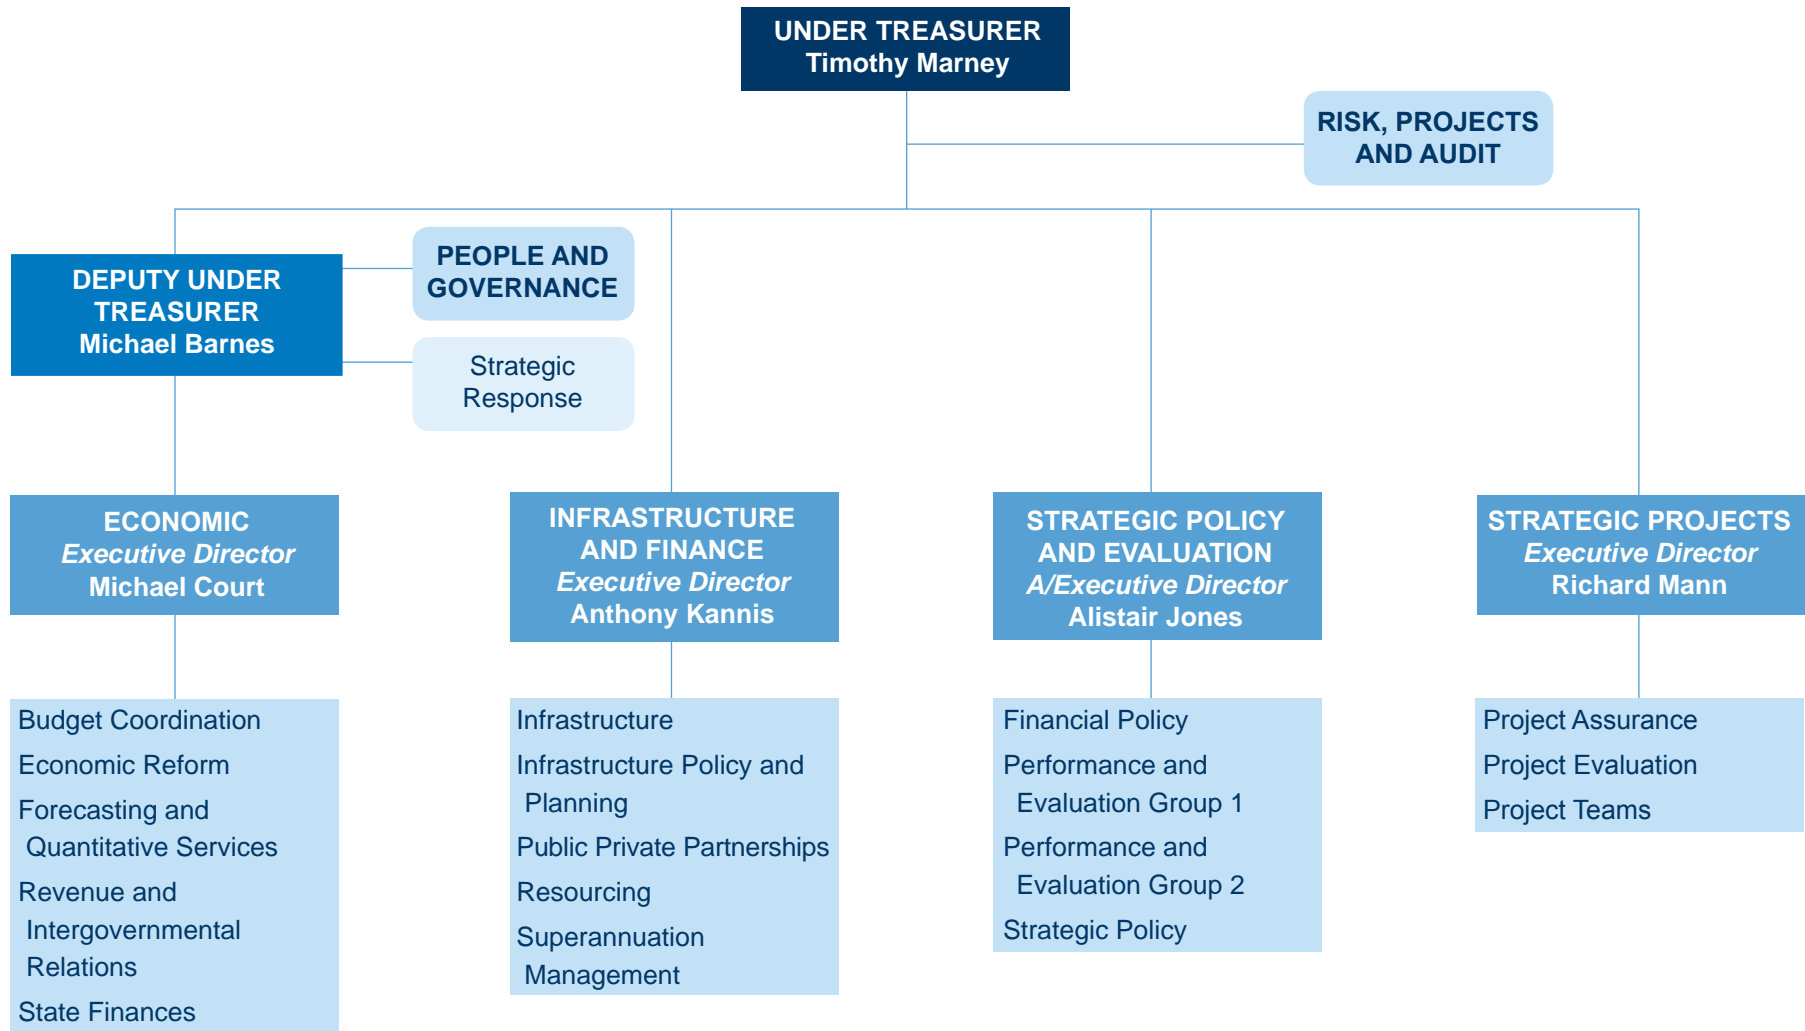 UNDER TREASURER
Timothy Marney
RISK, PROJECTS
AND AUDIT
DEPUTY UNDER
TREASURER
Michael Barnes
PEOPLE AND
GOVERNANCE
Strategic
Response
ECONOMIC
Executive Director
Michael Court
INFRASTRUCTURE
AND FINANCE
Executive Director
Anthony Kannis
STRATEGIC POLICY
AND EVALUATION
A/Executive Director
Alistair Jones
STRATEGIC PROJECTS
Executive Director
Richard Mann
Budget Coordination
Economic Reform
Forecasting and
Quantitative Services
Revenue and
Intergovernmental
Relations
State Finances
Infrastructure
Infrastructure Policy and
Planning
Public Private Partnerships
Resourcing
Superannuation
Management
Financial Policy
Performance and
Evaluation Group 1
Performance and
Evaluation Group 2
Strategic Policy
Project Assurance
Project Evaluation
Project Teams